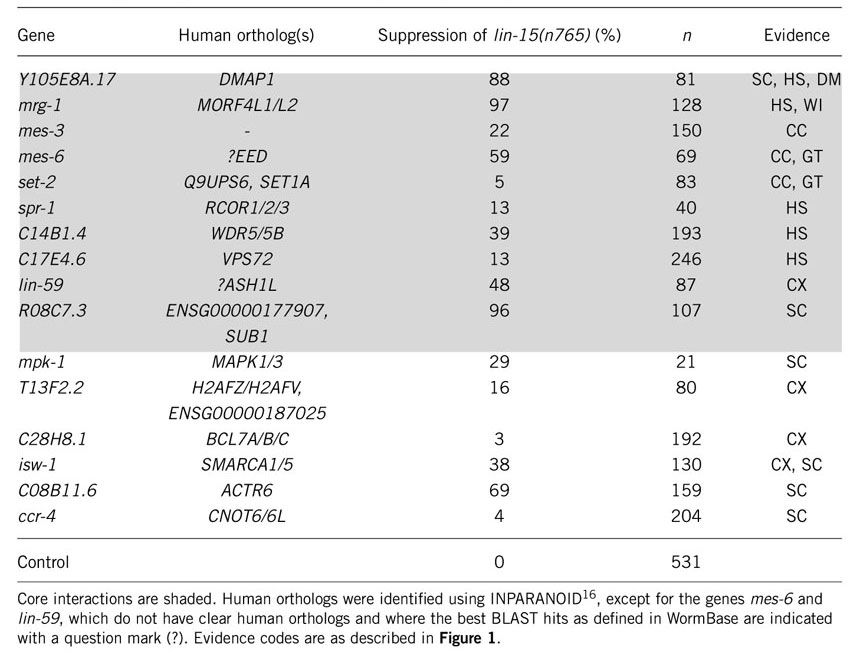 Gene Human ortholog(s) Suppression of lin-15(n765) (%) n Evidence
Y105E8A.17 DMAP1 88 81 SC, HS, DM
mrg-1 MORF4L1/L2 97 128 HS, WI
mes-3 - 22 150 CC
mes-6 ?EED 59 69 CC, GT
set-2 Q9UPS6, SET1A 5 83 CC, GT
spr-1 RCOR1/2/3 13 40 HS
C14B1.4 WDR5/5B 39 193 HS
C17E4.6 VPS72 13 246 HS
lin-59 ?ASH1L 48 87 CX
R08C7.3 ENSG00000177907, 96 107 SC
SUB1
mpk-1 MAPK1/3 29 21 SC
T13F2.2 H2AFZ/H2AFV, 16 80 CX
ENSG00000187025
C28H8.1 BCL7A/B/C 3 192 CX
isw-1 SMARCA1/5 38 130 CX, SC
C08B11.6 ACTR6 69 159 SC
ccr-4 CNOT6/6L 4 204 SC
Control 0 531
Core interactions are shaded. Human orthologs were identified using INPARANOID16, except for the genes mes-6 and
lin-59, which do not have clear human orthologs and where the best BLAST hits as defined in WormBase are indicated
with a question mark (?). Evidence codes are as described in Figure 1.